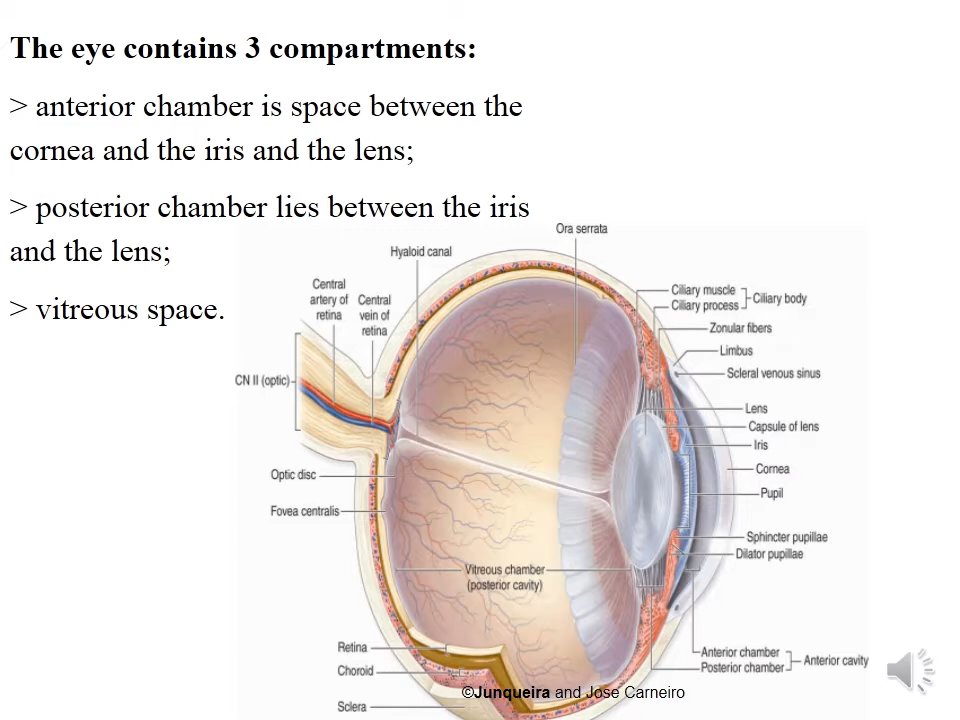 The eye contains 3 compartments:
> anterior chamber is space between the
cornea and the iris and the lens;
> posterior chamber lies between the iris
and the lens;
> vitreous space.
Ora serrata
Hyaloid canal
Central
artery of
retina
Central
vein of
retina
CN II (optic)
Optic disc
Fovea centralis
Vitreous chamber
(posterior cavity)
Retina
Choroid
Sclera
Ciliary muscle
Ciliary process
Ciliary body
Zonular fibers
Limbus
Scleral venous sinus
Lens
Capsule of lens
Iris
Cornea
Pupil
Sphincter pupillae
Dilator pupillae
Anterior chamber
Posterior chamber
Anterior cavity
©Junqueira and Jose Carneiro